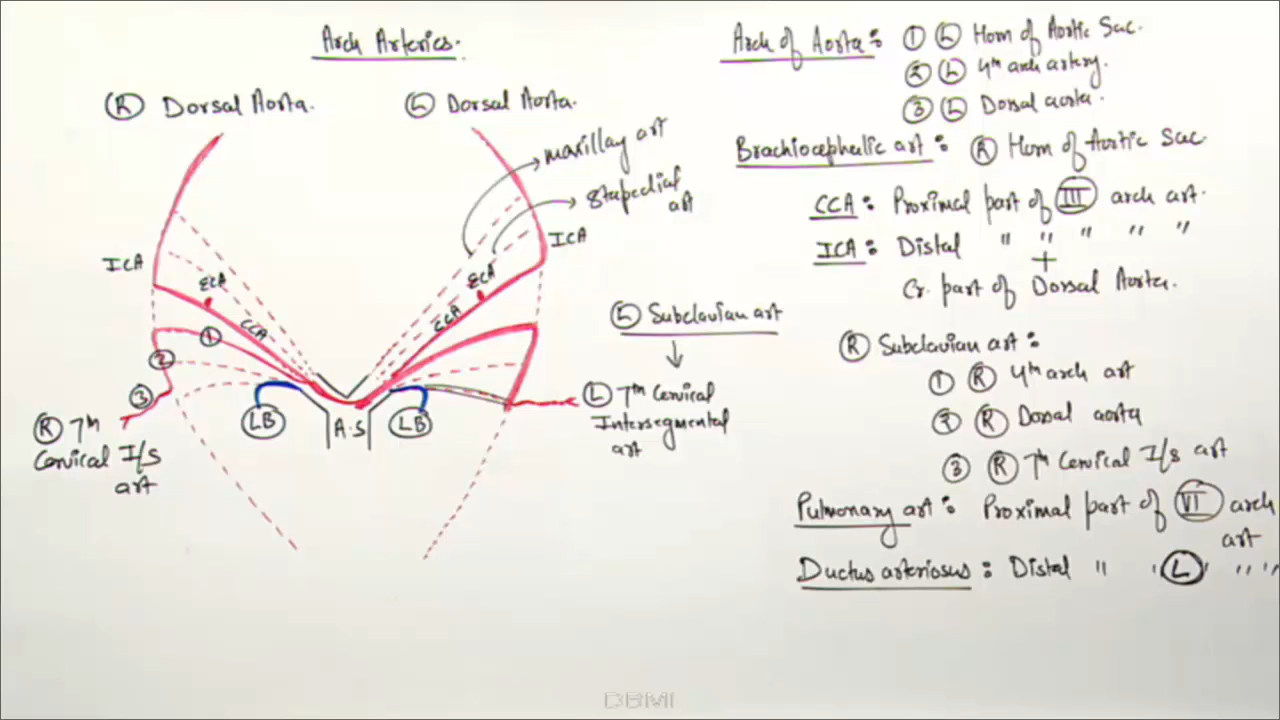 Arch Arteries.
(R) Dorsal Aorta.
(L) Dorsal Aorta.
maxillay art
stapedial
art
ICA
ICA
ECA
ECA
CCA
CCA
1
2
3
LB
A.S
LB
(R) 7th
Cervical I/S
art
(L) Subclavian art
(L) 7th Cervical
Intersegmental
art
Arch of Aorta: (1) (L) Horn of Aortic Sac.
(2) (L) 4th arch artery.
(3) (L) Dorsal aorta.
Brachiocephalic art: (R) Horn of Aortic Sac.
CCA: Proximal part of III arch art.
ICA: Distal " " " " "
+
Cr. part of Dorsal Aorta.
(R) Subclavian art:
(1) (R) 4th arch art
(2) (R) Dorsal aorta
(3) (R) 7th Cervical I/S art
Pulmonary art: Proximal part of VI arch
art
Ductus arteriosus: Distal " " (L) " " "
DBMI